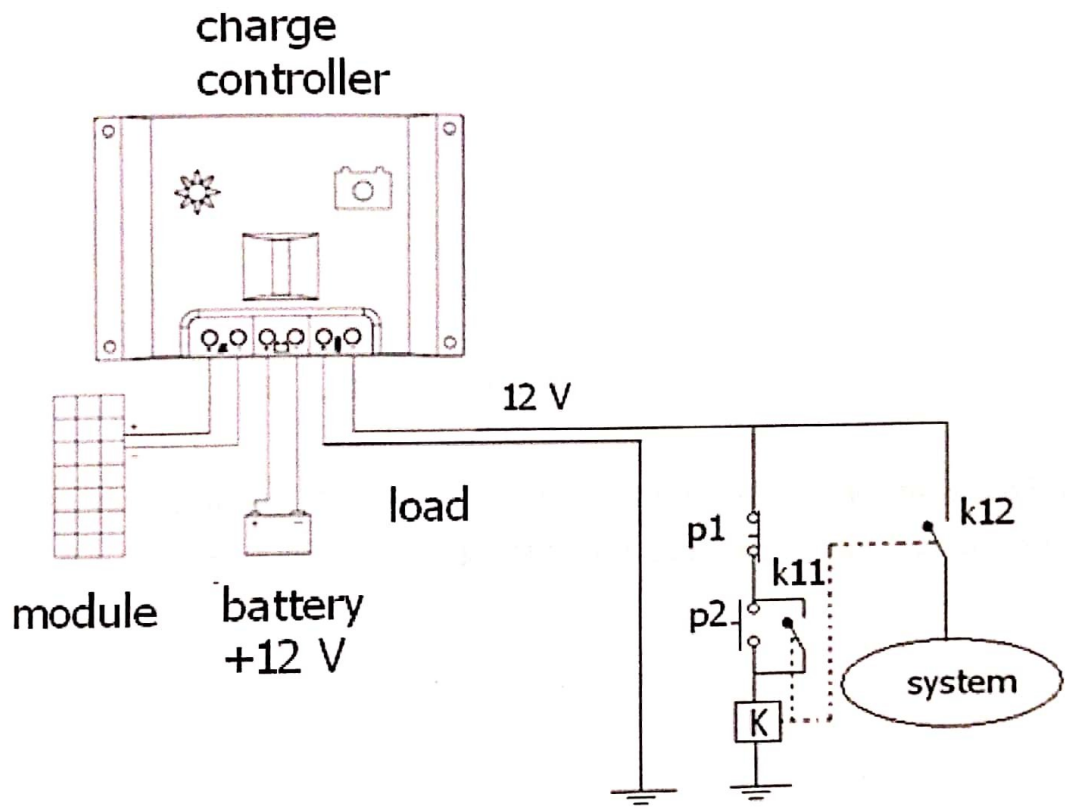 charge
controller
12 V
load
module
battery
+12 V
p1
k11
k12
p2
K
system